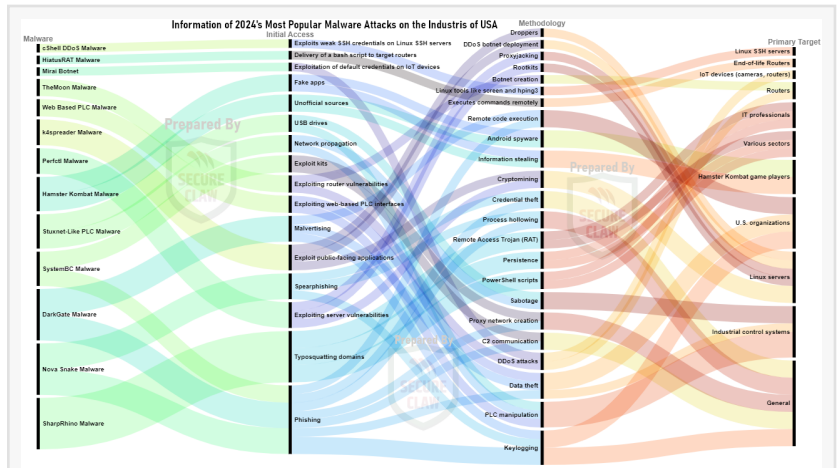 Information of 2024's Most Popular Malware Attacks on the Industris of USA
Malware
cShell DDoS Malware
HiatusRAT Malware
Mirai Botnet
TheMoon Malware
Web Based PLC Malware
k4spreader Malware
Perfctl Malware
Hamster Kombat Malware
Stuxnet-Like PLC Malware
SystemBC Malware
DarkGate Malware
Nova Snake Malware
SharpRhino Malware
Initial Access
Exploits weak SSH credentials on Linux SSH servers
Delivery of a bash script to target routers
Exploitation of default credentials on IoT devices
Fake apps
Unofficial sources
USB drives
Network propagation
Exploit kits
Exploiting router vulnerabilities
Exploiting web-based PLC interfaces
Malvertising
Exploit public-facing applications
Spearphishing
Exploiting server vulnerabilities
Typosquatting domains
Phishing
Methodology
Droppers
DDoS botnet deployment
Proxyjacking
Rootkits
Botnet creation
Linux tools like screen and hping3
Executes commands remotely
Remote code execution
Android spyware
Information stealing
Cryptomining
Credential theft
Process hollowing
Remote Access Trojan (RAT)
Persistence
PowerShell scripts
Sabotage
Proxy network creation
C2 communication
DDoS attacks
Data theft
PLC manipulation
Keylogging
Primary Target
Linux SSH servers
End-of-life Routers
IoT devices (cameras, routers)
Routers
IT professionals
Various sectors
Hamster Kombat game players
U.S. organizations
Linux servers
Industrial control systems
General
Prepared By
SECURE
CLAW
Prepared By
SECURE
CLAW
Prepared By
SECURE
CLAW